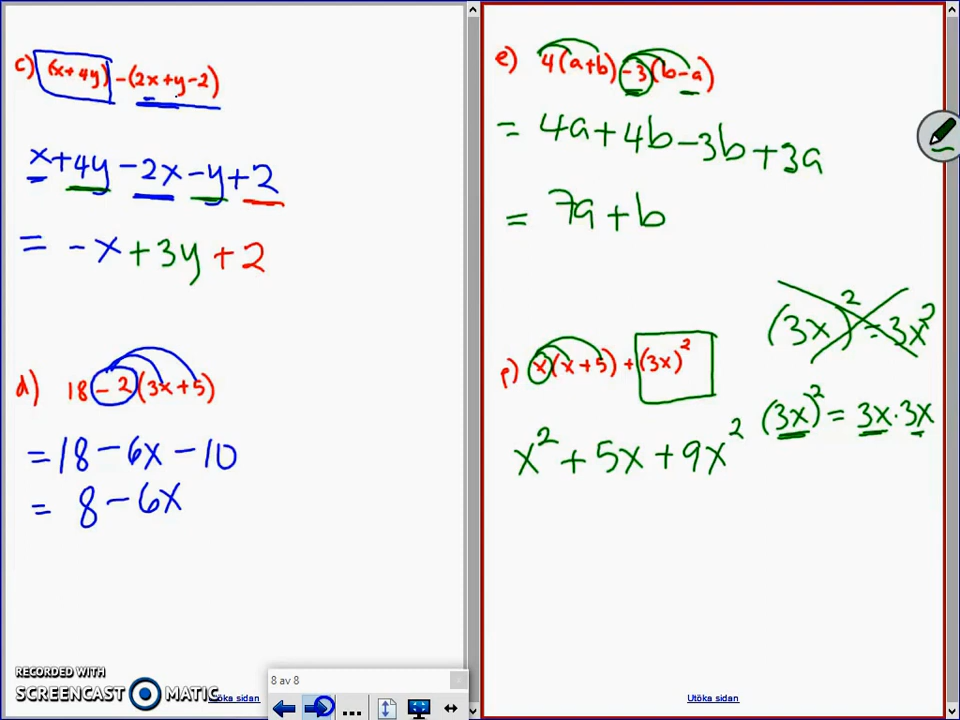 c) (x+4y) -(2x+y-2)
x+4y -2x -y+2
= -x +3y +2
d) 18 -2(3x+5)
=18 -6x -10
= 8-6x
e) 4(a+b) -3(b-a)
= 4a+4b-3b+3a
= 7a+b
(3x)² = 3x²
f) x(x+5) + (3x)²
(3x)² = 3x·3x
x² + 5x + 9x²
RECORDED WITH
SCREENCAST MATIC
8 av 8
Utöka sidan
Utöka sidan